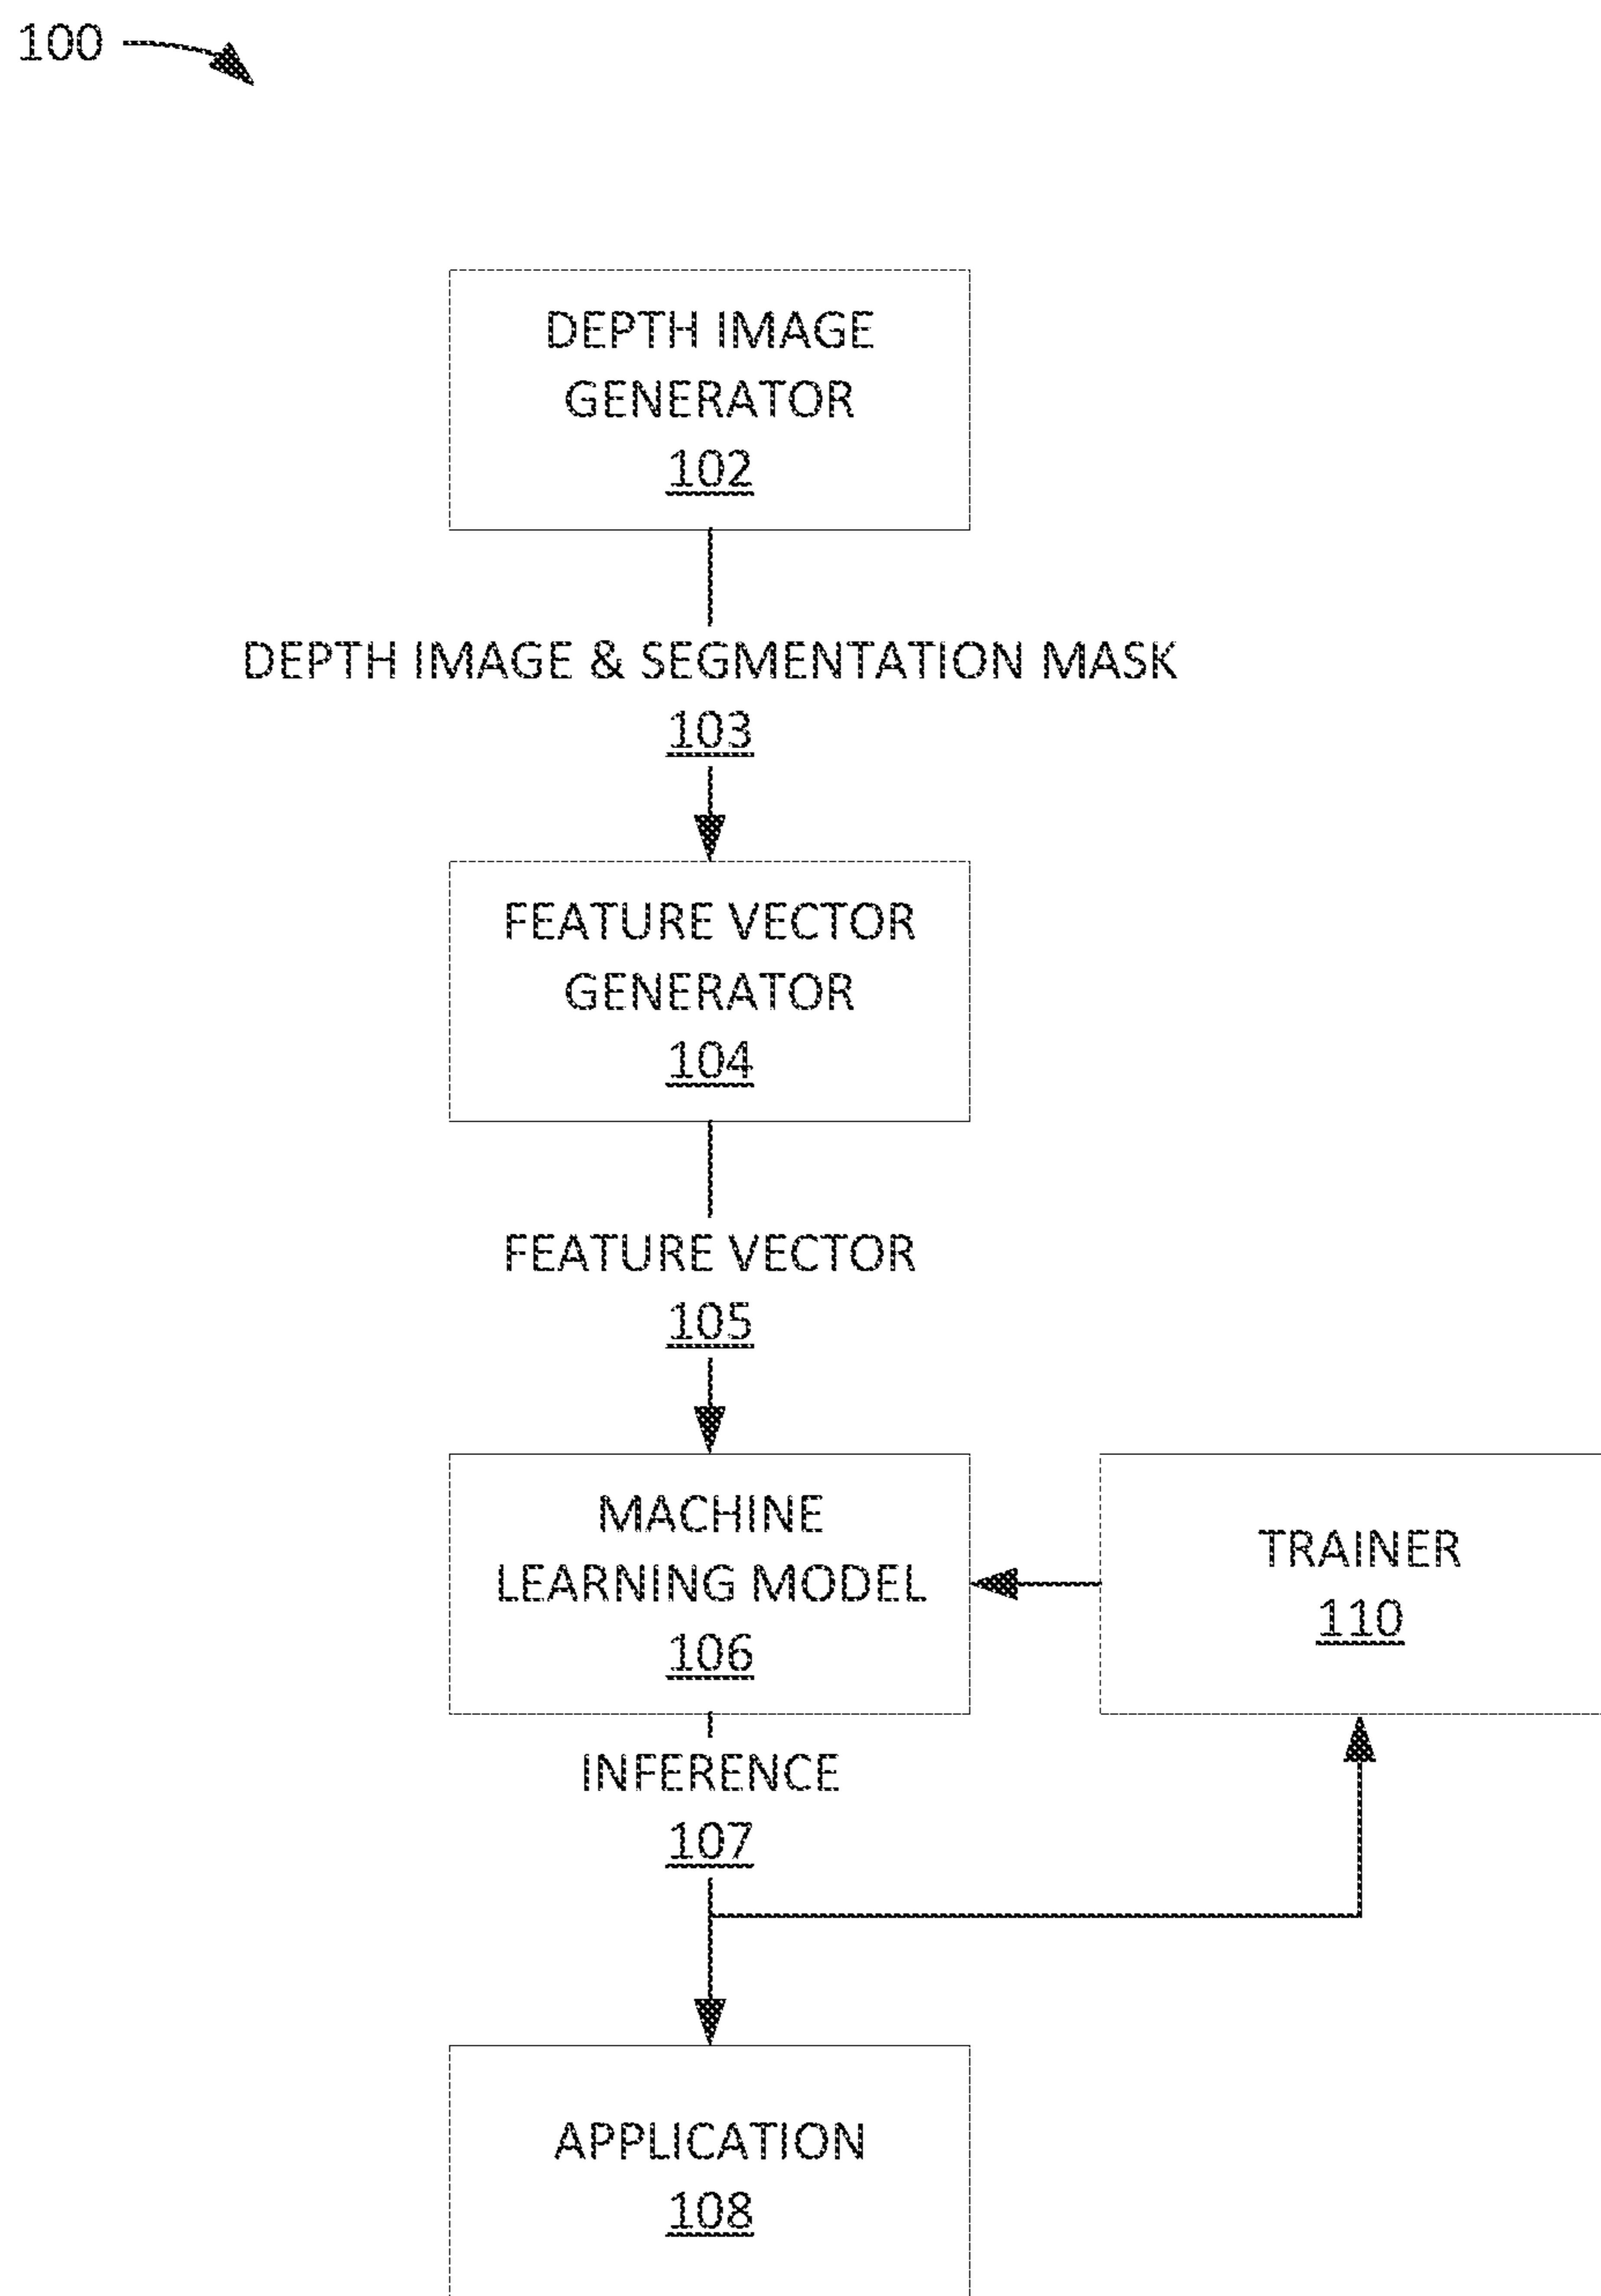 100
DEPTH IMAGE
GENERATOR
102
DEPTH IMAGE & SEGMENTATION MASK
103
FEATURE VECTOR
GENERATOR
104
FEATURE VECTOR
105
MACHINE
LEARNING MODEL
106
TRAINER
110
INFERENCE
107
APPLICATION
108